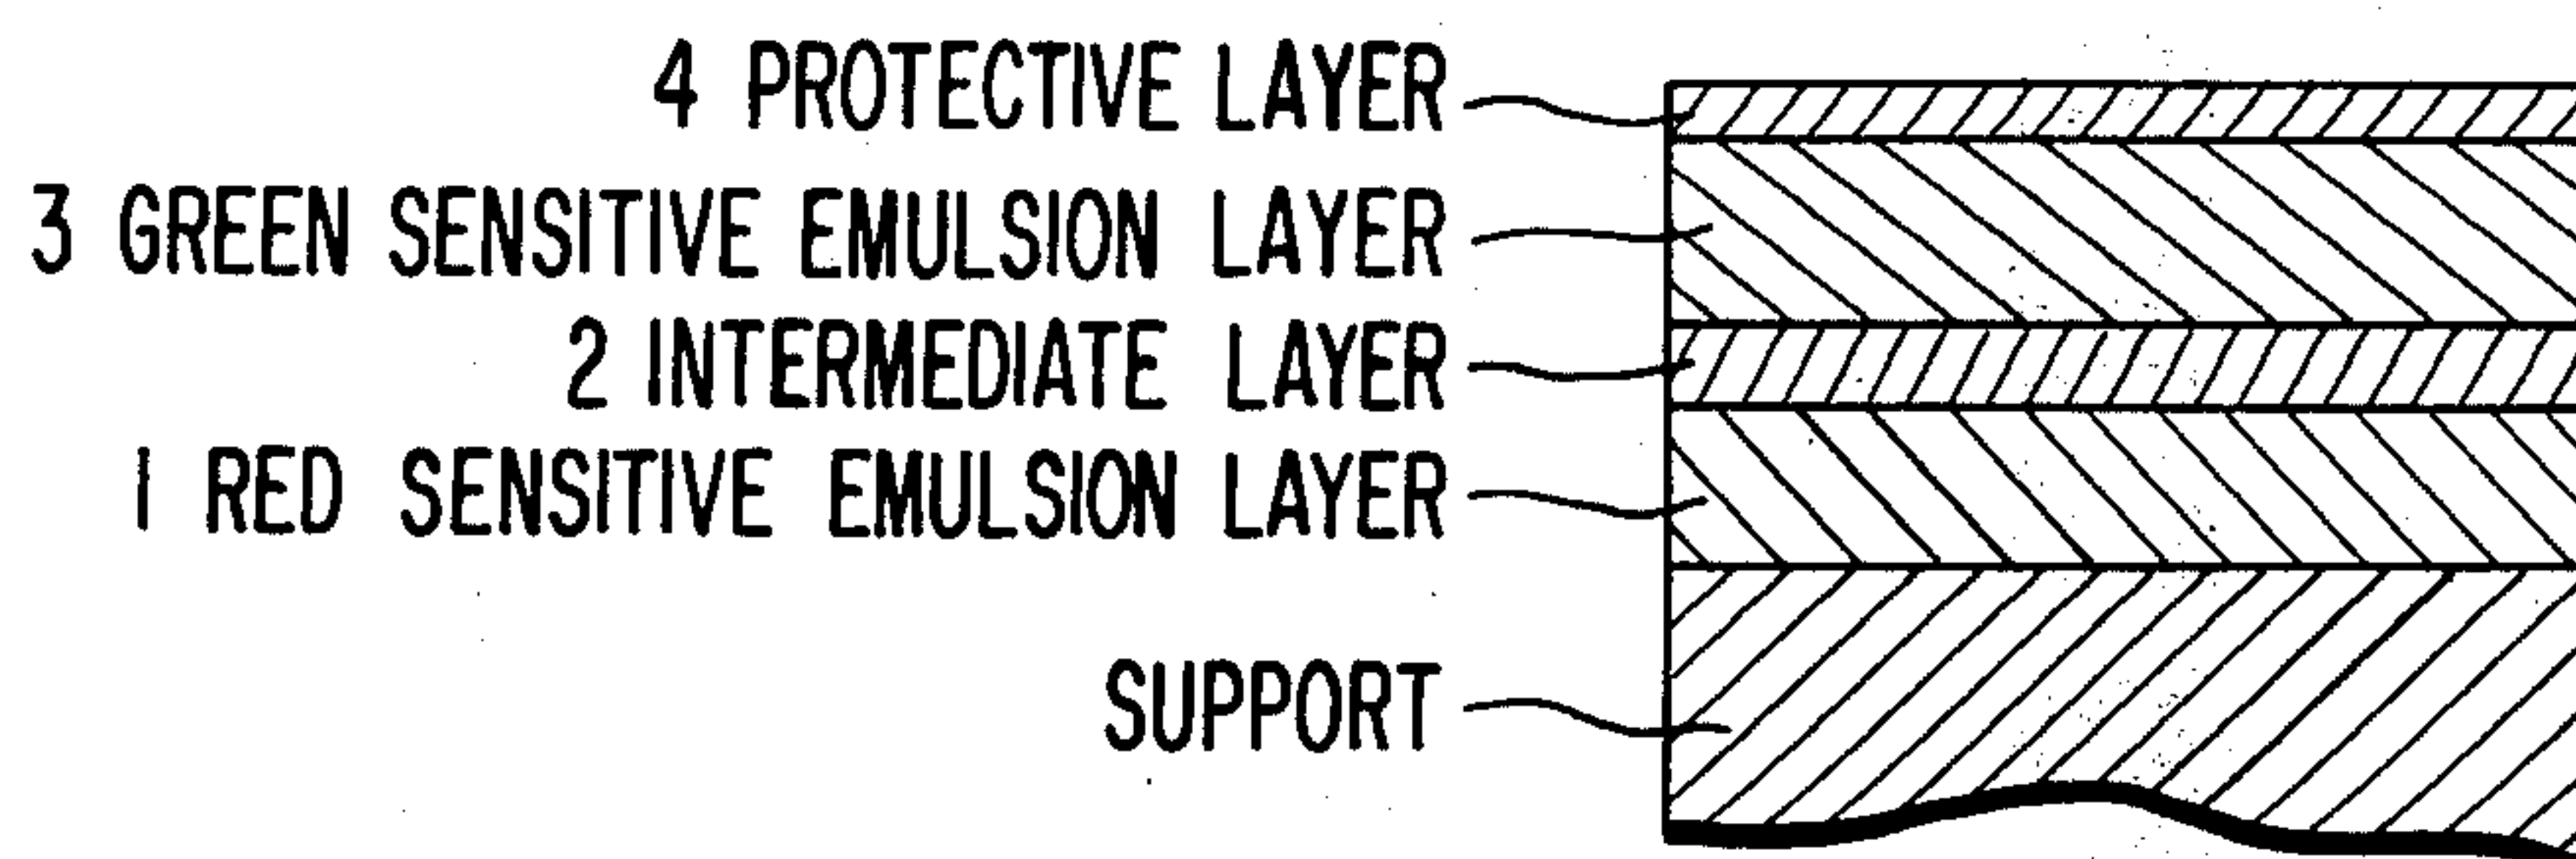 4 PROTECTIVE LAYER
3 GREEN SENSITIVE EMULSION LAYER
2 INTERMEDIATE LAYER
1 RED SENSITIVE EMULSION LAYER
SUPPORT